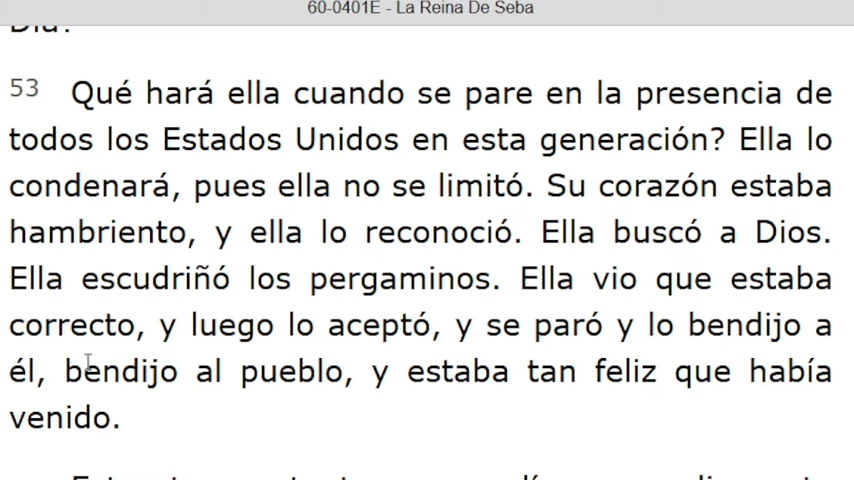 60-0401E - La Reina De Seba
53 Qué hará ella cuando se pare en la presencia de
todos los Estados Unidos en esta generación? Ella lo
condenará, pues ella no se limitó. Su corazón estaba
hambriento, y ella lo reconoció. Ella buscó a Dios.
Ella escudriñó los pergaminos. Ella vio que estaba
correcto, y luego lo aceptó, y se paró y lo bendijo a
él, bendijo al pueblo, y estaba tan feliz que había
venido.